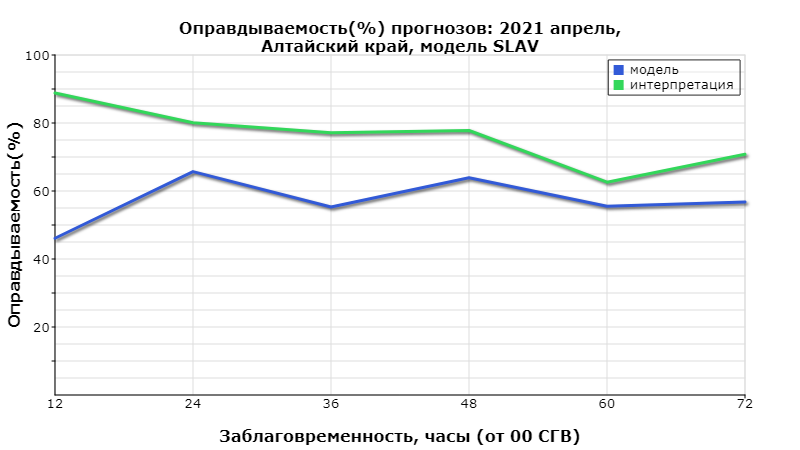 Оправдываемость(%) прогнозов: 2021 апрель,
Алтайский край, модель SLAV
модель
интерпретация
Оправдываемость(%)
100
80
60
40
20
12 24 36 48 60 72
Заблаговременность, часы (от 00 СГВ)